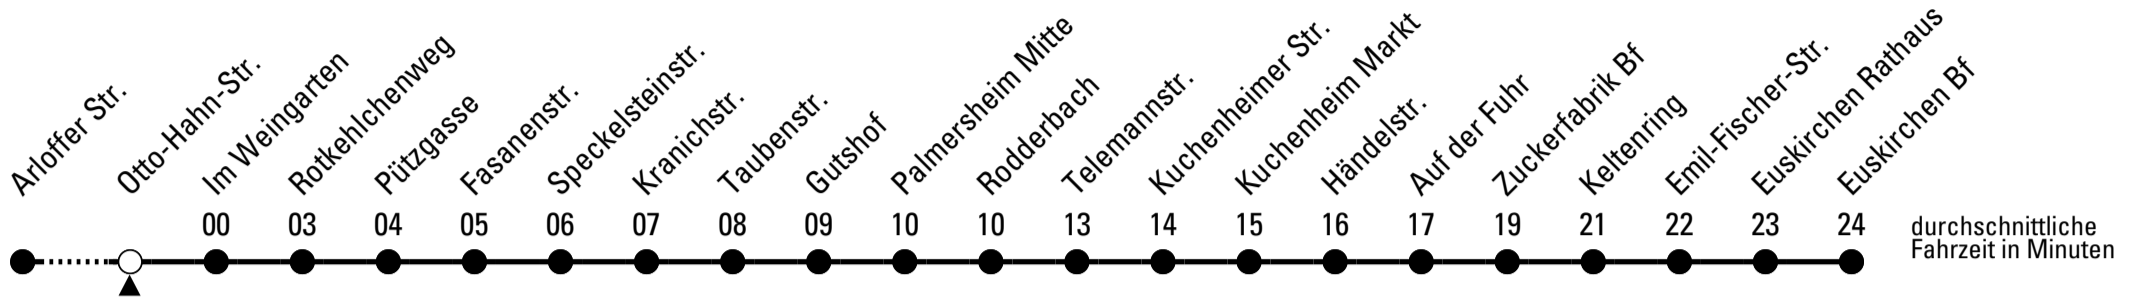 Arloffer Str.
Otto-Hahn-Str.
Im Weingarten
Rotkehlchenweg
Pützgasse
Fasanenstr.
Speckelsteinstr.
Kranichstr.
Taubenstr.
Gutshof
Palmersheim Mitte
Rodderbach
Telemannstr.
Kuchenheimer Str.
Kuchenheim Markt
Händelstr.
Auf der Fuhr
Zuckerfabrik Bf
Keltenring
Emil-Fischer-Str.
Euskirchen Rathaus
Euskirchen Bf
00 03 04 05 06 07 08 09 10 10 13 14 15 16 17 19 21 22 23 24
durchschnittliche
Fahrzeit in Minuten